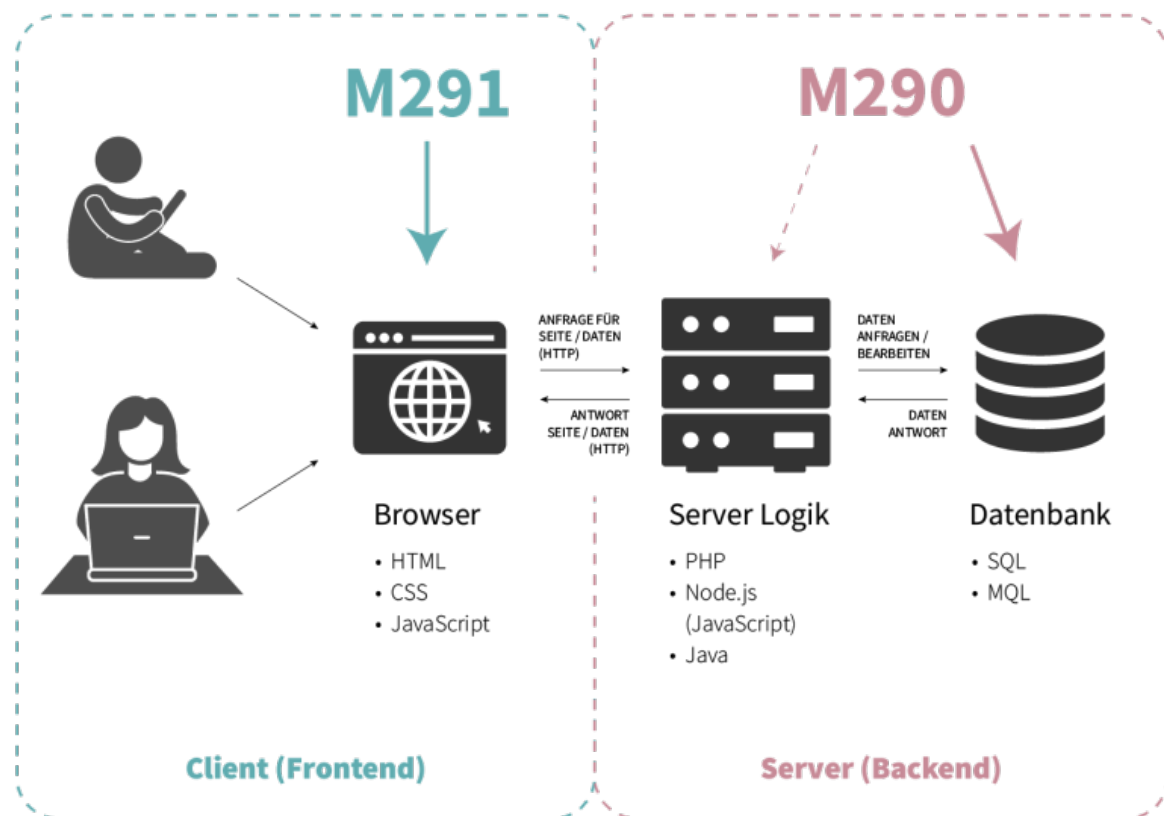 M291
M290
ANFRAGE FÜR
SEITE / DATEN
(HTTP)
ANTWORT
SEITE / DATEN
(HTTP)
DATEN
ANFRAGEN /
BEARBEITEN
DATEN
ANTWORT
Browser
• HTML
• CSS
• JavaScript
Server Logik
• PHP
• Node.js
(JavaScript)
• Java
Datenbank
• SQL
• MQL
Client (Frontend)
Server (Backend)